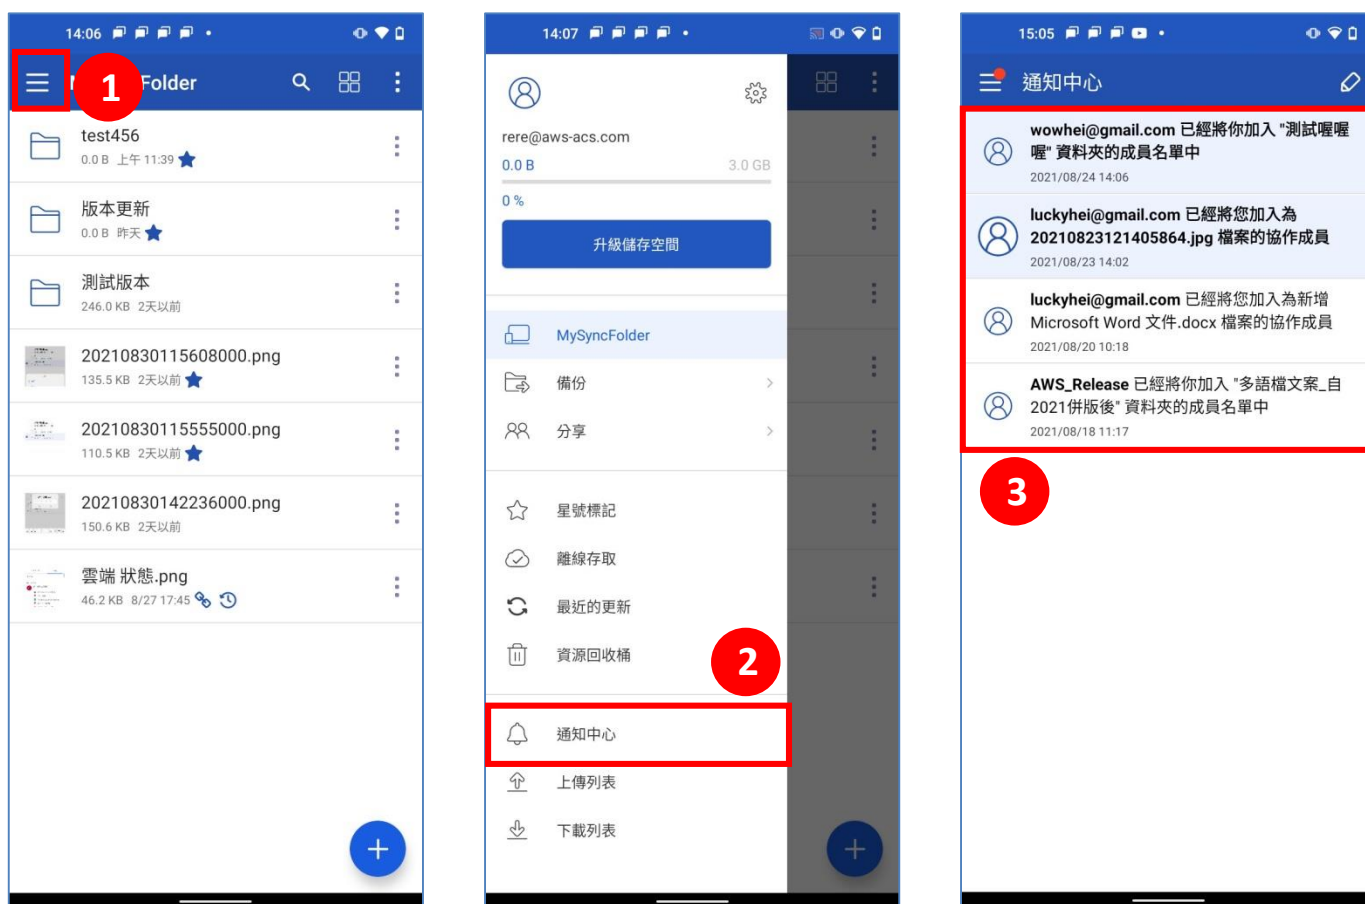 14:06
1
Folder
test456
0.0 B 上午 11:39
版本更新
0.0 B 昨天
測試版本
246.0 KB 2天以前
20210830115608000.png
135.5 KB 2天以前
20210830115555000.png
110.5 KB 2天以前
20210830142236000.png
150.6 KB 2天以前
雲端 狀態.png
46.2 KB 8/27 17:45
14:07
rere@aws-acs.com
0.0 B 3.0 GB
0 %
升級儲存空間
MySyncFolder
備份
分享
星號標記
離線存取
最近的更新
資源回收桶
2
通知中心
上傳列表
下載列表
15:05
通知中心
wowhei@gmail.com 已經將你加入 "測試喔喔
喔" 資料夾的成員名單中
2021/08/24 14:06
luckyhei@gmail.com 已經將您加入為
20210823121405864.jpg 檔案的協作成員
2021/08/23 14:02
luckyhei@gmail.com 已經將您加入為新增
Microsoft Word 文件.docx 檔案的協作成員
2021/08/20 10:18
AWS_Release 已經將你加入 "多語檔文案_自
2021併版後" 資料夾的成員名單中
2021/08/18 11:17
3